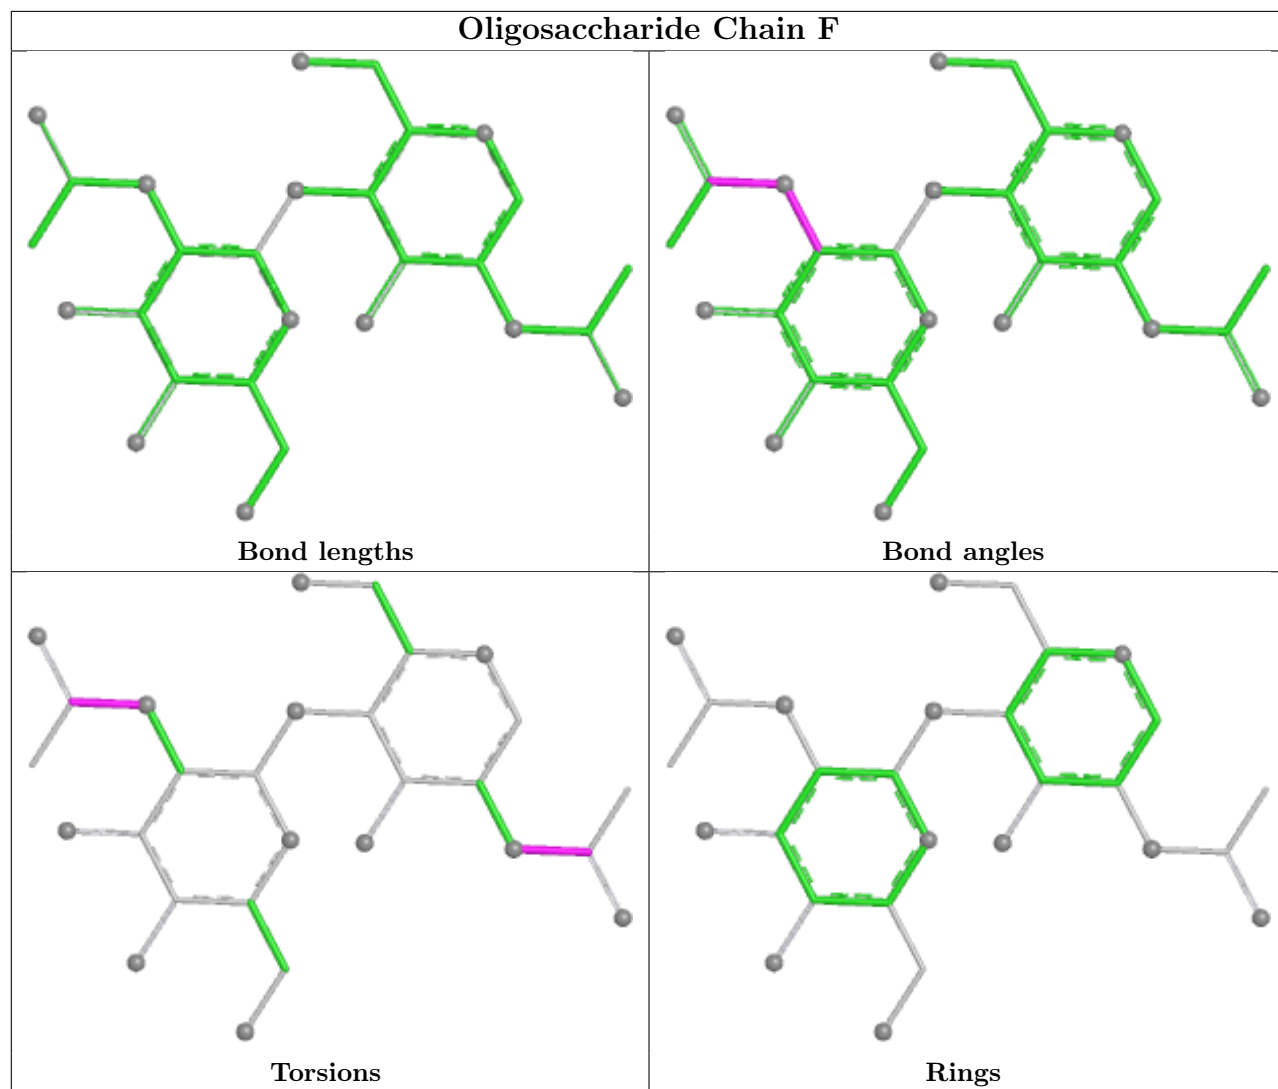 Oligosaccharide Chain F
Bond lengths
Bond angles
Torsions
Rings